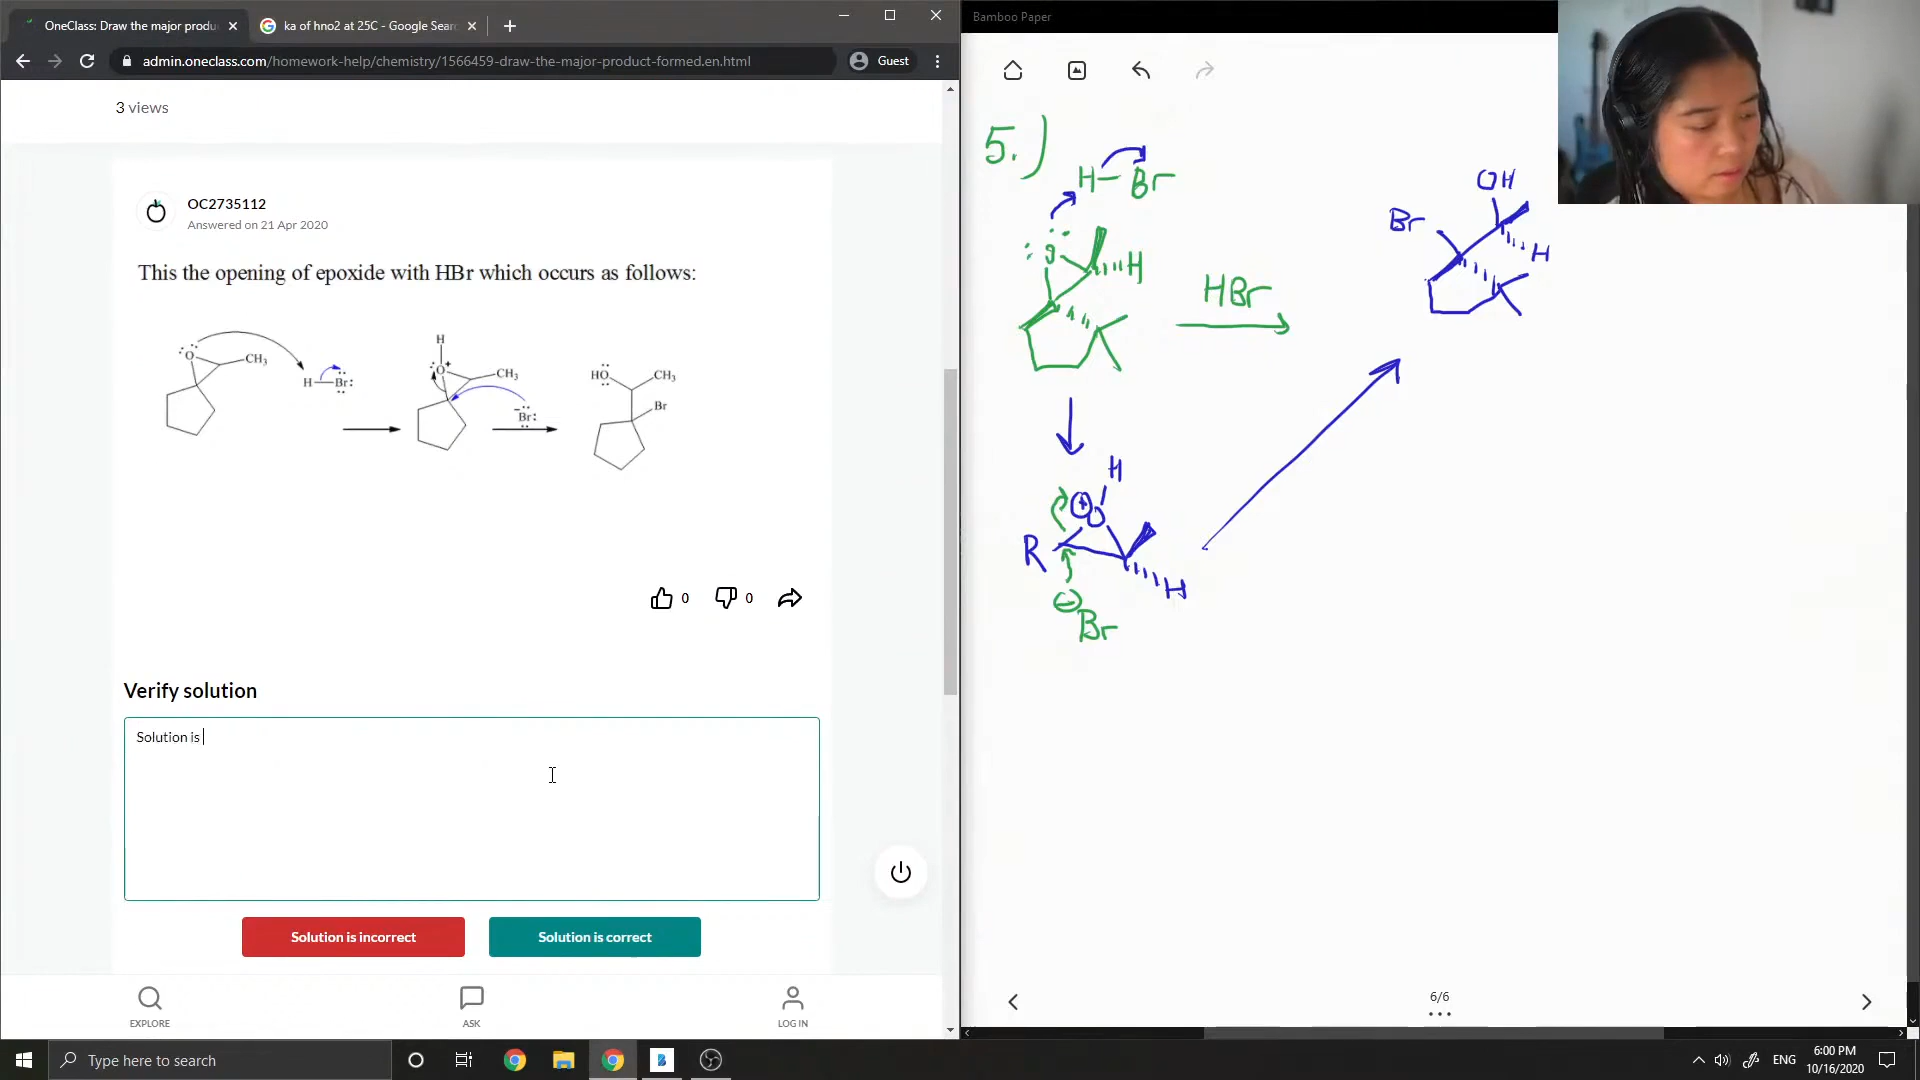 OneClass: Draw the major produ
ka of hno2 at 25C - Google Sear
admin.oneclass.com/homework-help/chemistry/1566459-draw-the-major-product-formed.en.html
Guest
3 views
OC2735112
Answered on 21 Apr 2020
This the opening of epoxide with HBr which occurs as follows:
O
CH3
H
Br:
H
O
+
CH3
Br:
HO
CH3
Br
0
0
Verify solution
Solution is
Solution is incorrect
Solution is correct
EXPLORE
ASK
LOG IN
Bamboo Paper
5.)
H-Br
H
HBr
OH
Br
H
H
+
O
R
H
Br
6/6
Type here to search
ENG
6:00 PM
10/16/2020